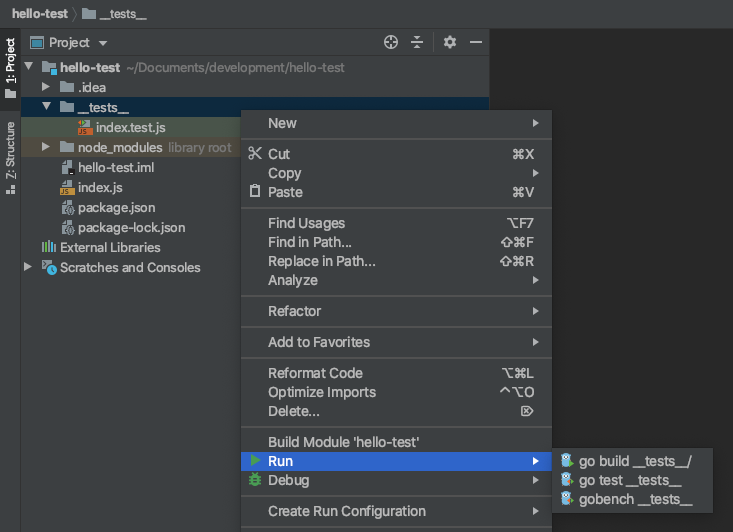 hello-test __tests__
1: Project
Z: Structure
Project
hello-test ~/Documents/development/hello-test
.idea
__tests__
index.test.js
node_modules library root
hello-test.iml
index.js
package.json
package-lock.json
External Libraries
Scratches and Consoles
New
Cut ⌘X
Copy
Paste ⌘V
Find Usages ⌥F7
Find in Path... ⇧⌘F
Replace in Path... ⇧⌘R
Analyze
Refactor
Add to Favorites
Reformat Code ⌥⌘L
Optimize Imports ^⌥O
Delete... ⌦
Build Module 'hello-test'
Run
Debug
Create Run Configuration
go build __tests__/
go test __tests__
gobench __tests__